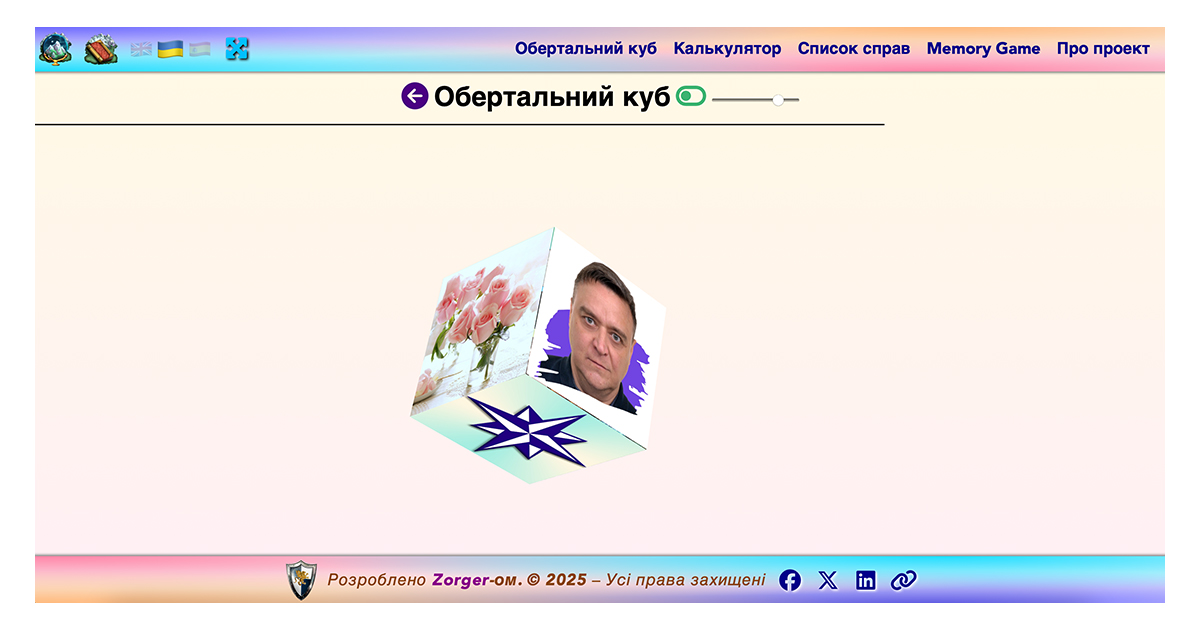 Обертальний куб Калькулятор Список справ Memory Game Про проект
Обертальний куб
Розроблено Zorger-ом. © 2025 – Усі права захищені